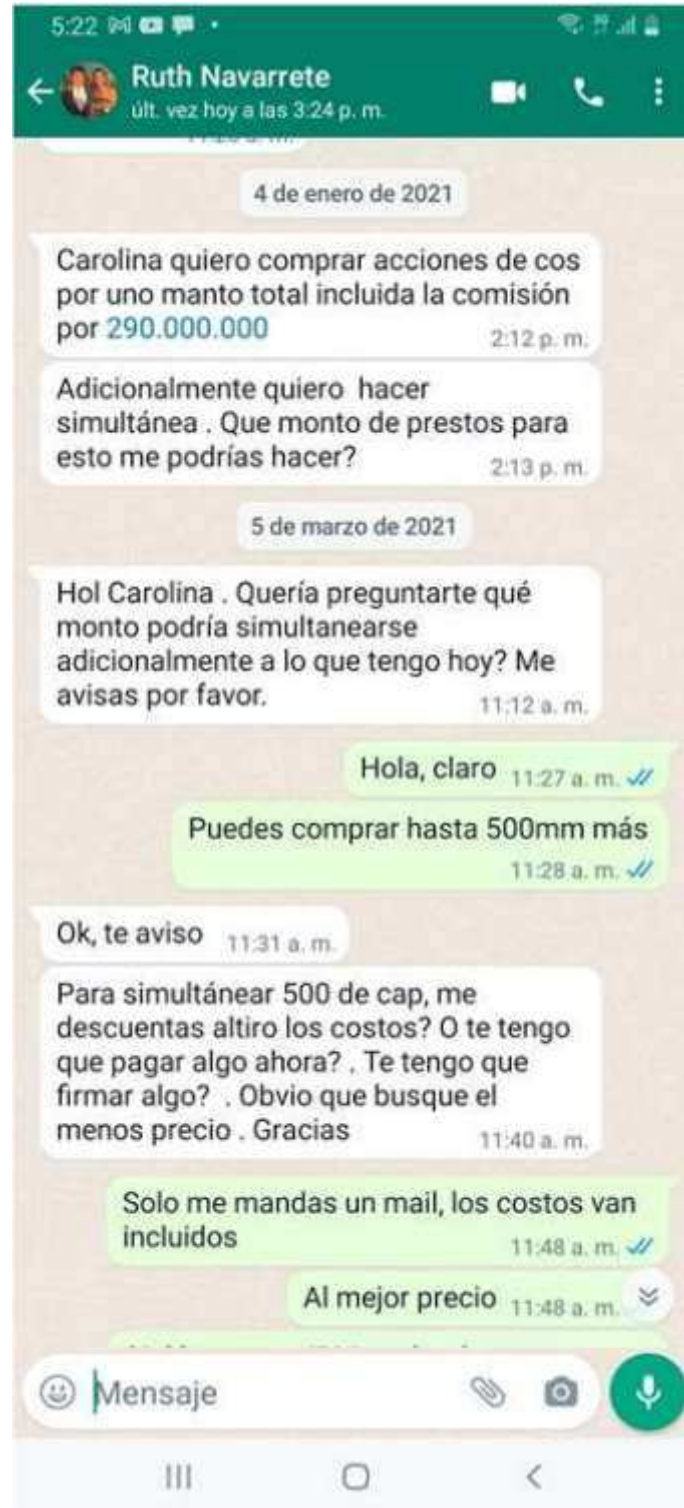 5:22
Ruth Navarrete
últ. vez hoy a las 3:24 p. m.
4 de enero de 2021
Carolina quiero comprar acciones de cos
por uno manto total incluida la comisión
por 290.000.000
2:12 p. m.
Adicionalmente quiero hacer
simultánea . Que monto de prestos para
esto me podrías hacer?
2:13 p. m.
5 de marzo de 2021
Hol Carolina . Quería preguntarte qué
monto podría simultanearse
adicionalmente a lo que tengo hoy? Me
avisas por favor.
11:12 a. m.
Hola, claro 11:27 a. m.
Puedes comprar hasta 500mm más
11:28 a. m.
Ok, te aviso 11:31 a. m.
Para simultánear 500 de cap, me
descuentas altiro los costos? O te tengo
que pagar algo ahora? . Te tengo que
firmar algo? . Obvio que busque el
menos precio . Gracias
11:40 a. m.
Solo me mandas un mail, los costos van
incluidos
11:48 a. m.
Al mejor precio 11:48 a. m.
Mensaje